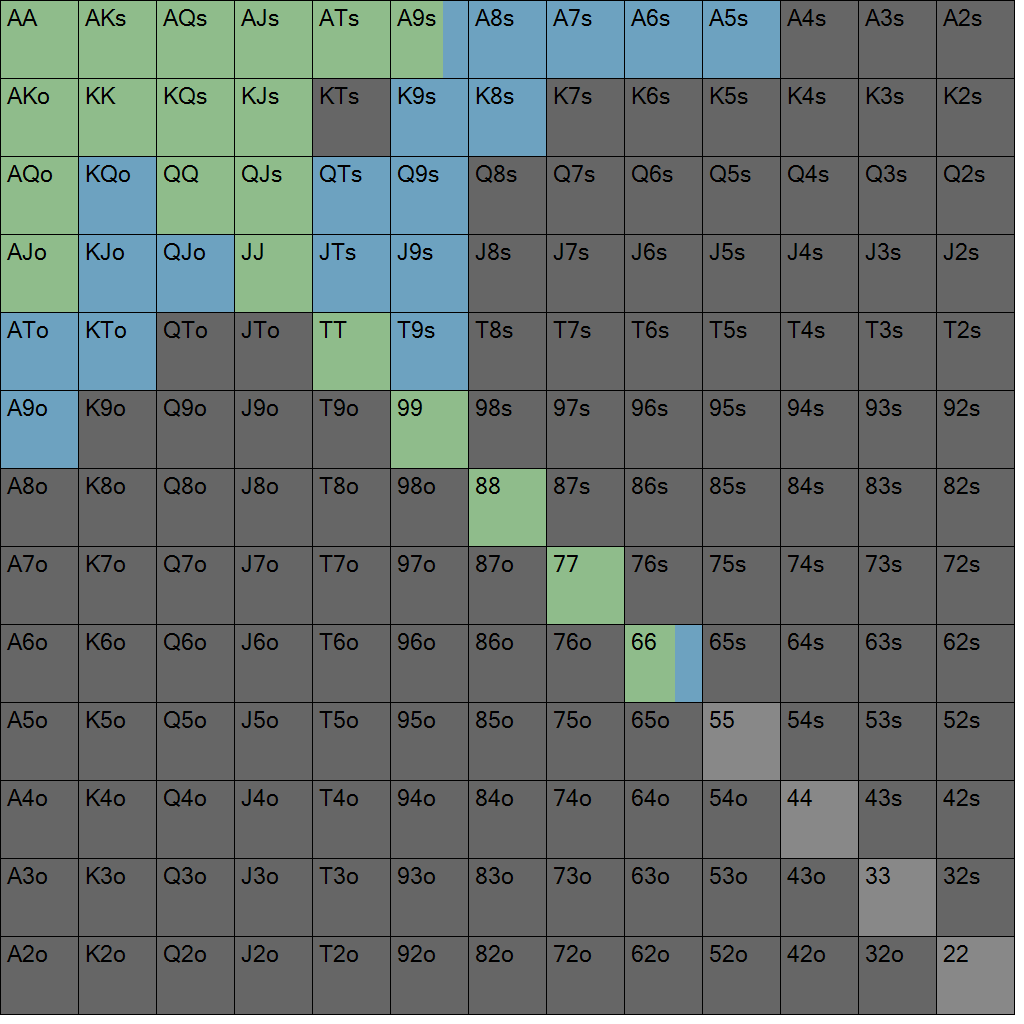 AA AKs AQs AJs ATs A9s A8s A7s A6s A5s A4s A3s A2s
AKo KK KQs KJs KTs K9s K8s K7s K6s K5s K4s K3s K2s
AQo KQo QQ QJs QTs Q9s Q8s Q7s Q6s Q5s Q4s Q3s Q2s
AJo KJo QJo JJ JTs J9s J8s J7s J6s J5s J4s J3s J2s
ATo KTo QTo JTo TT T9s T8s T7s T6s T5s T4s T3s T2s
A9o K9o Q9o J9o T9o 99 98s 97s 96s 95s 94s 93s 92s
A8o K8o Q8o J8o T8o 98o 88 87s 86s 85s 84s 83s 82s
A7o K7o Q7o J7o T7o 97o 87o 77 76s 75s 74s 73s 72s
A6o K6o Q6o J6o T6o 96o 86o 76o 66 65s 64s 63s 62s
A5o K5o Q5o J5o T5o 95o 85o 75o 65o 55 54s 53s 52s
A4o K4o Q4o J4o T4o 94o 84o 74o 64o 54o 44 43s 42s
A3o K3o Q3o J3o T3o 93o 83o 73o 63o 53o 43o 33 32s
A2o K2o Q2o J2o T2o 92o 82o 72o 62o 52o 42o 32o 22